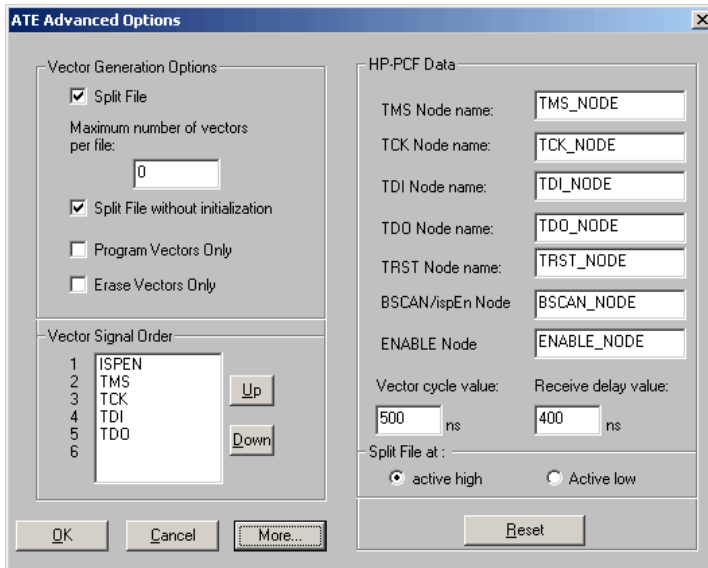 ATE Advanced Options
Vector Generation Options
Split File
Maximum number of vectors
per file:
0
Split File without initialization
Program Vectors Only
Erase Vectors Only
Vector Signal Order
1 ISPEN
2 TMS
3 TCK
4 TDI
5 TDO
6
Up
Down
OK
Cancel
More...
HP-PCF Data
TMS Node name: TMS_NODE
TCK Node name: TCK_NODE
TDI Node name: TDI_NODE
TDO Node name: TDO_NODE
TRST Node name: TRST_NODE
BSCAN/ispEn Node BSCAN_NODE
ENABLE Node ENABLE_NODE
Vector cycle value: Receive delay value:
500 ns 400 ns
Split File at :
active high Active low
Reset